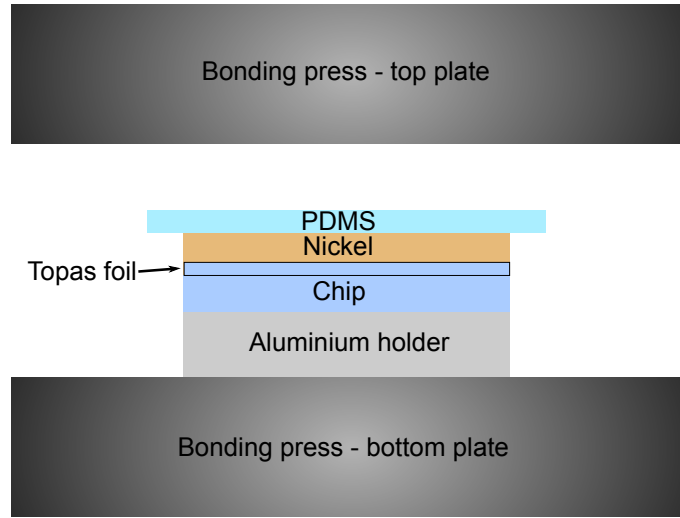 Bonding press - top plate
PDMS
Nickel
Topas foil
Chip
Aluminium holder
Bonding press - bottom plate